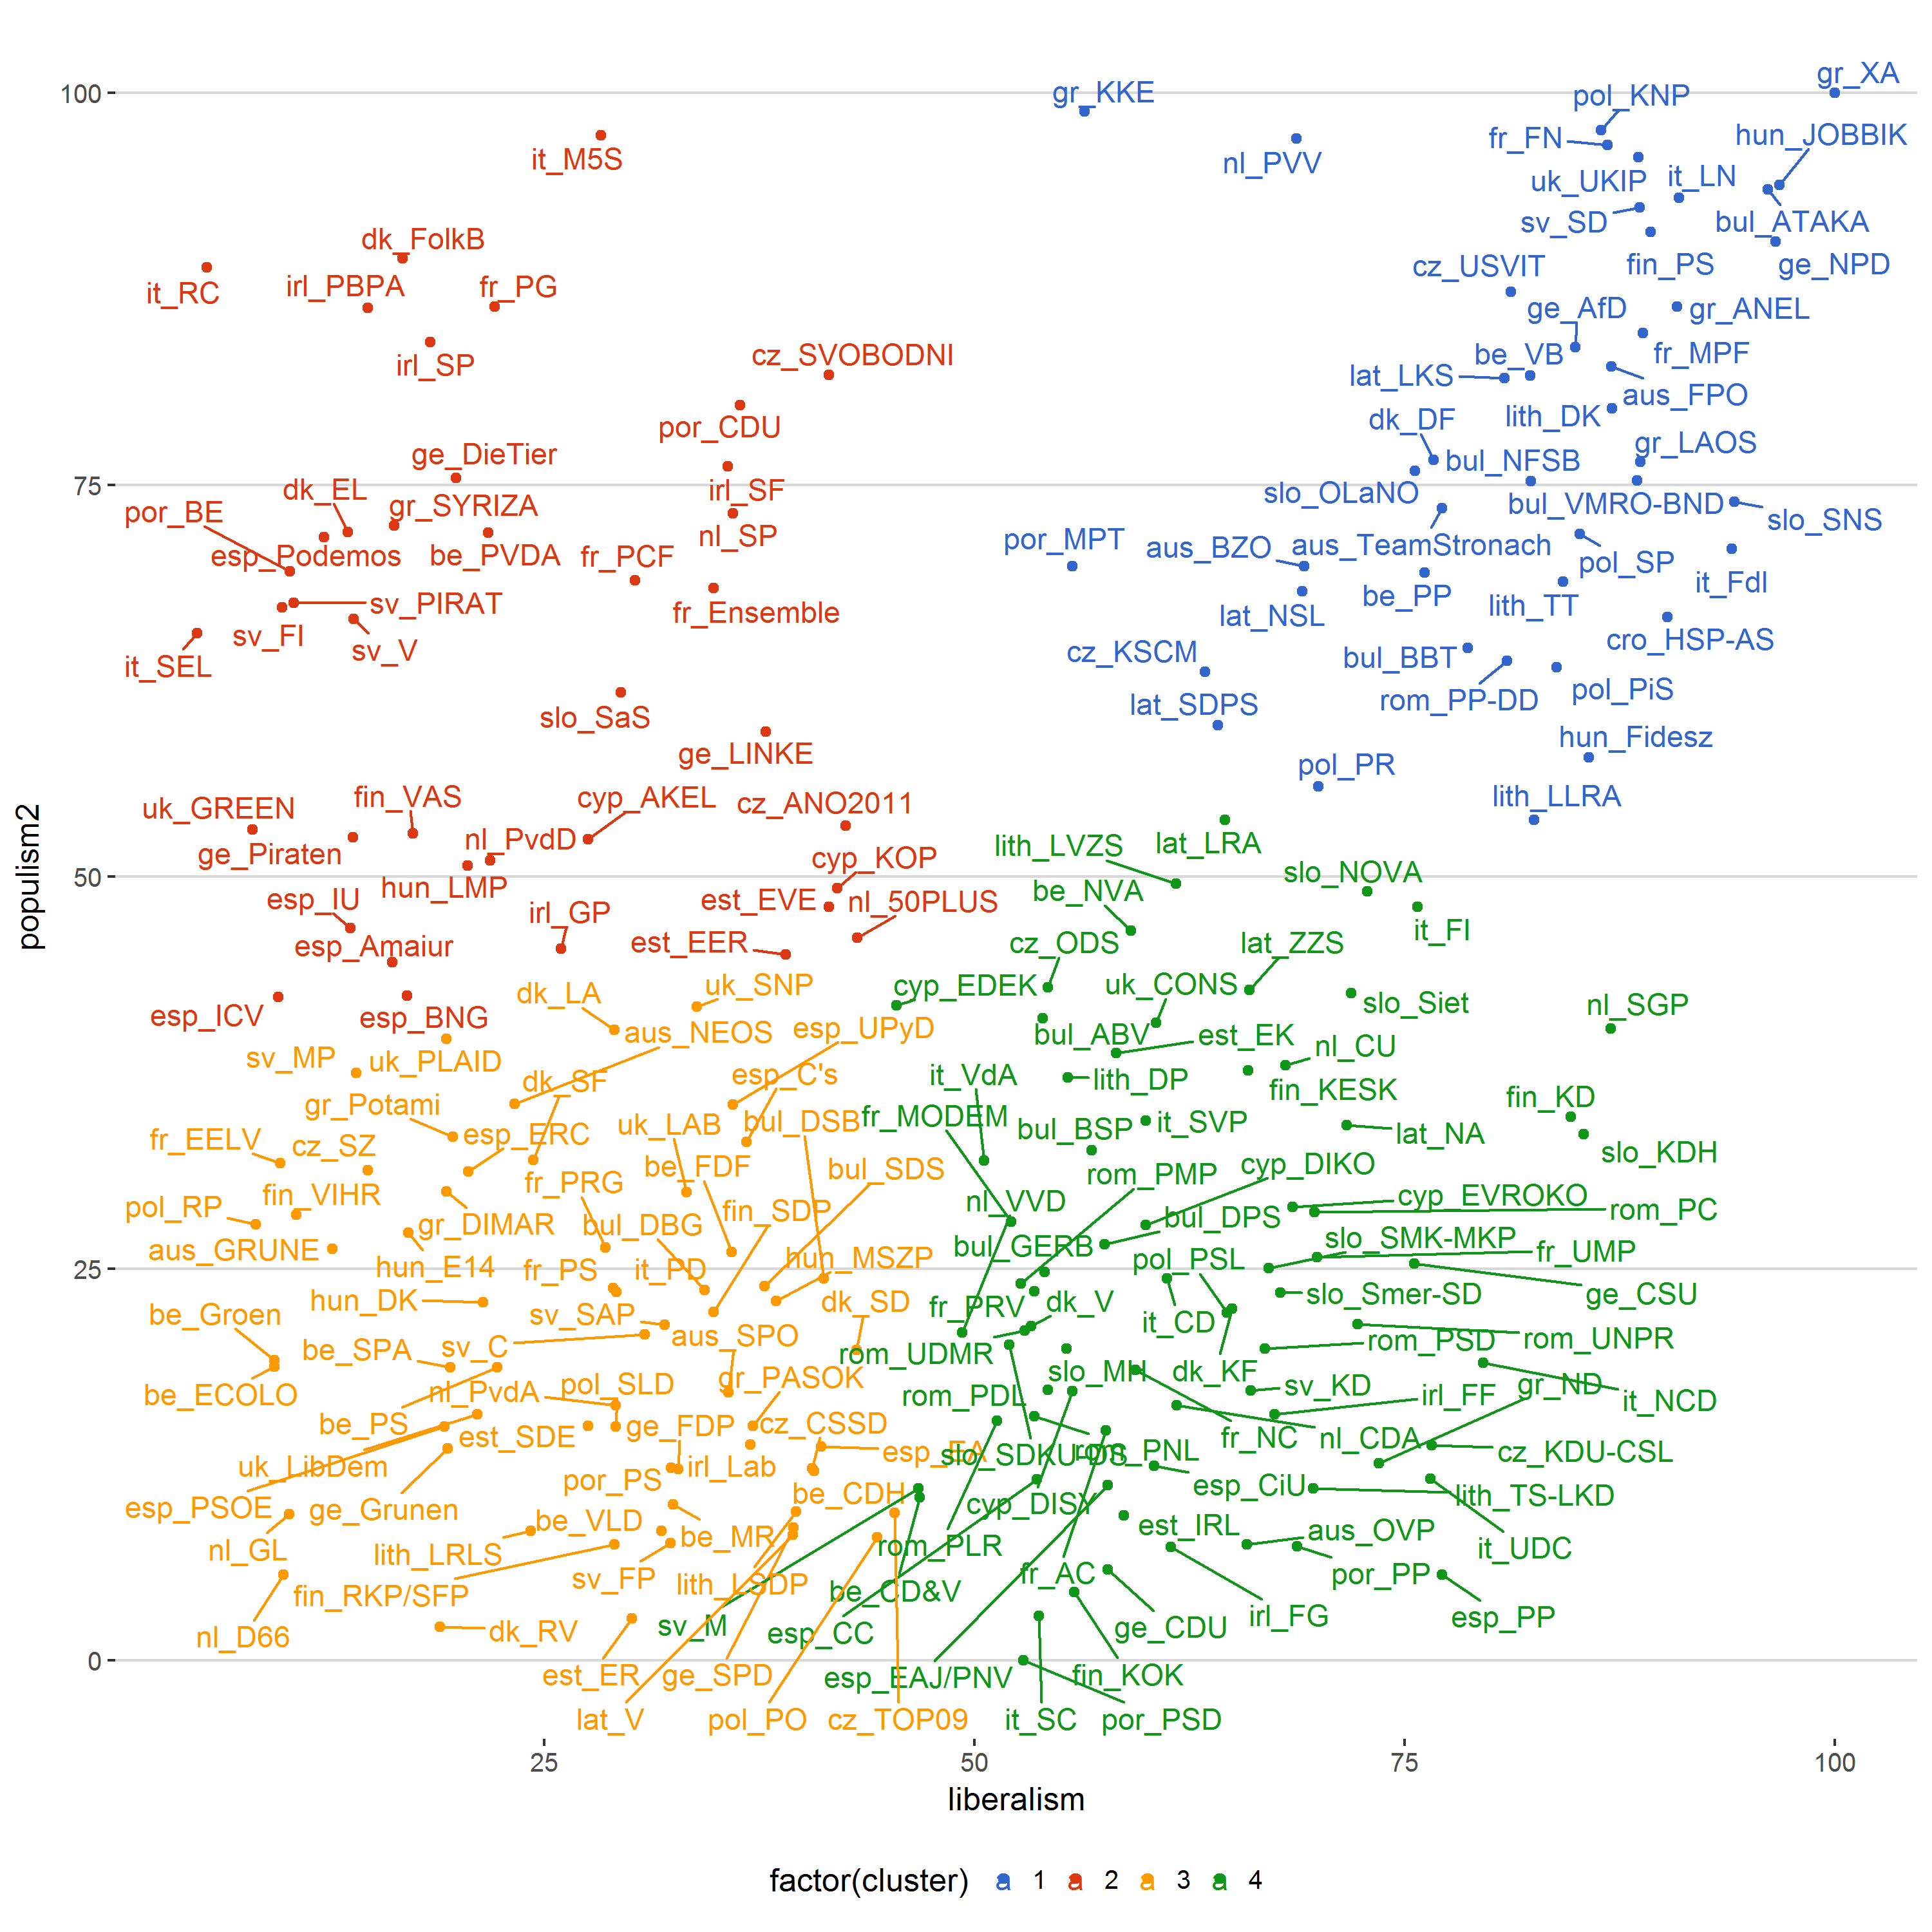 100
gr_XA
gr_KKE
pol_KNP
fr_FN
hun_JOBBIK
it_M5S
nl_PVV
uk_UKIP
it_LN
sv_SD
bul_ATAKA
dk_FolkB
cz_USVIT
fin_PS
ge_NPD
it_RC
irl_PBPA
fr_PG
ge_AfD
gr_ANEL
irl_SP
cz_SVOBODNI
be_VB
fr_MPF
lat_LKS
aus_FPO
por_CDU
dk_DF
lith_DK
ge_DieTier
bul_NFSB
gr_LAOS
75
dk_EL
irl_SF
slo_OLaNO
por_BE
gr_SYRIZA
bul_VMRO-BND
slo_SNS
nl_SP
por_MPT
esp_Podemos
be_PVDA
fr_PCF
aus_BZO
aus_TeamStronach
pol_SP
it_FdI
sv_PIRAT
fr_Ensemble
be_PP
lith_TT
lat_NSL
sv_FI
sv_V
cro_HSP-AS
it_SEL
cz_KSCM
bul_BBT
pol_PiS
slo_SaS
lat_SDPS
rom_PP-DD
ge_LINKE
hun_Fidesz
pol_PR
uk_GREEN
fin_VAS
cyp_AKEL
cz_ANO2011
lith_LLRA
ge_Piraten
nl_PvdD
lith_LVZS
lat_LRA
cyp_KOP
50
hun_LMP
slo_NOVA
be_NVA
esp_IU
irl_GP
est_EVE
nl_50PLUS
populism2
esp_Amaiur
est_EER
cz_ODS
lat_ZZS
it_FI
dk_LA
uk_SNP
cyp_EDEK
uk_CONS
esp_ICV
esp_BNG
slo_Siet
nl_SGP
aus_NEOS
esp_UPyD
bul_ABV
est_EK
sv_MP
uk_PLAID
nl_CU
dk_SF
esp_C's
it_VdA
lith_DP
fin_KESK
gr_Potami
fin_KD
fr_EELV
cz_SZ
esp_ERC
uk_LAB
bul_DSB
fr_MODEM
bul_BSP
it_SVP
lat_NA
slo_KDH
be_FDF
bul_SDS
rom_PMP
cyp_DIKO
fin_VIHR
fr_PRG
cyp_EVROKO
pol_RP
nl_VVD
rom_PC
gr_DIMAR
bul_DBG
fin_SDP
bul_DPS
aus_GRUNE
bul_GERB
slo_SMK-MKP
fr_UMP
25
hun_E14
fr_PS
it_PD
hun_MSZP
pol_PSL
hun_DK
dk_SD
slo_Smer-SD
ge_CSU
be_Groen
sv_SAP
fr_PRV
dk_V
it_CD
be_SPA
sv_C
aus_SPO
rom_UDMR
rom_PSD
rom_UNPR
be_ECOLO
nl_PvdA
pol_SLD
gr_PASOK
slo_MH
dk_KF
sv_KD
gr_ND
it_NCD
rom_PDL
irl_FF
be_PS
est_SDE
ge_FDP
cz_CSSD
fr_NC
nl_CDA
uk_LibDem
irl_Lab
esp_EA
slo_SDKU-DS
rom_PNL
cz_KDU-CSL
por_PS
esp_CiU
lith_TS-LKD
esp_PSOE
ge_Grunen
be_CDH
cyp_DISY
nl_GL
lith_LRLS
be_VLD
be_MR
rom_PLR
est_IRL
aus_OVP
it_UDC
fin_RKP/SFP
sv_FP
lith_LSDP
be_CD&V
fr_AC
por_PP
nl_D66
dk_RV
sv_M
esp_CC
ge_CDU
irl_FG
esp_PP
0
est_ER
ge_SPD
esp_EAJ/PNV
fin_KOK
lat_V
pol_PO
cz_TOP09
it_SC
por_PSD
25
50
75
100
liberalism
factor(cluster)
a 1
a 2
a 3
a 4